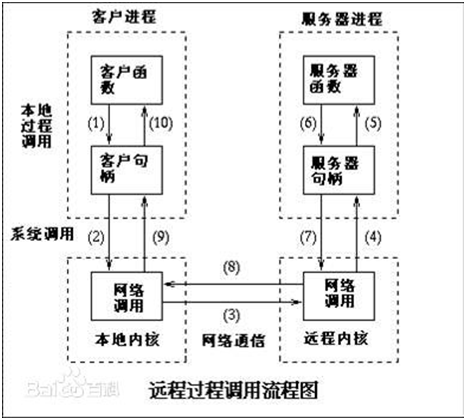 客户进程
服务器进程
客户函
数
服务器
函数
本地
过程
调用
(1)
(10)
(6)
(5)
客户句
柄
服务器
句柄
系统调用
(2)
(9)
(7)
(4)
(8)
网络
调用
(3)
网络
调用
本地内核
网络通信
远程内核
Bai百科
远程过程调用流程图